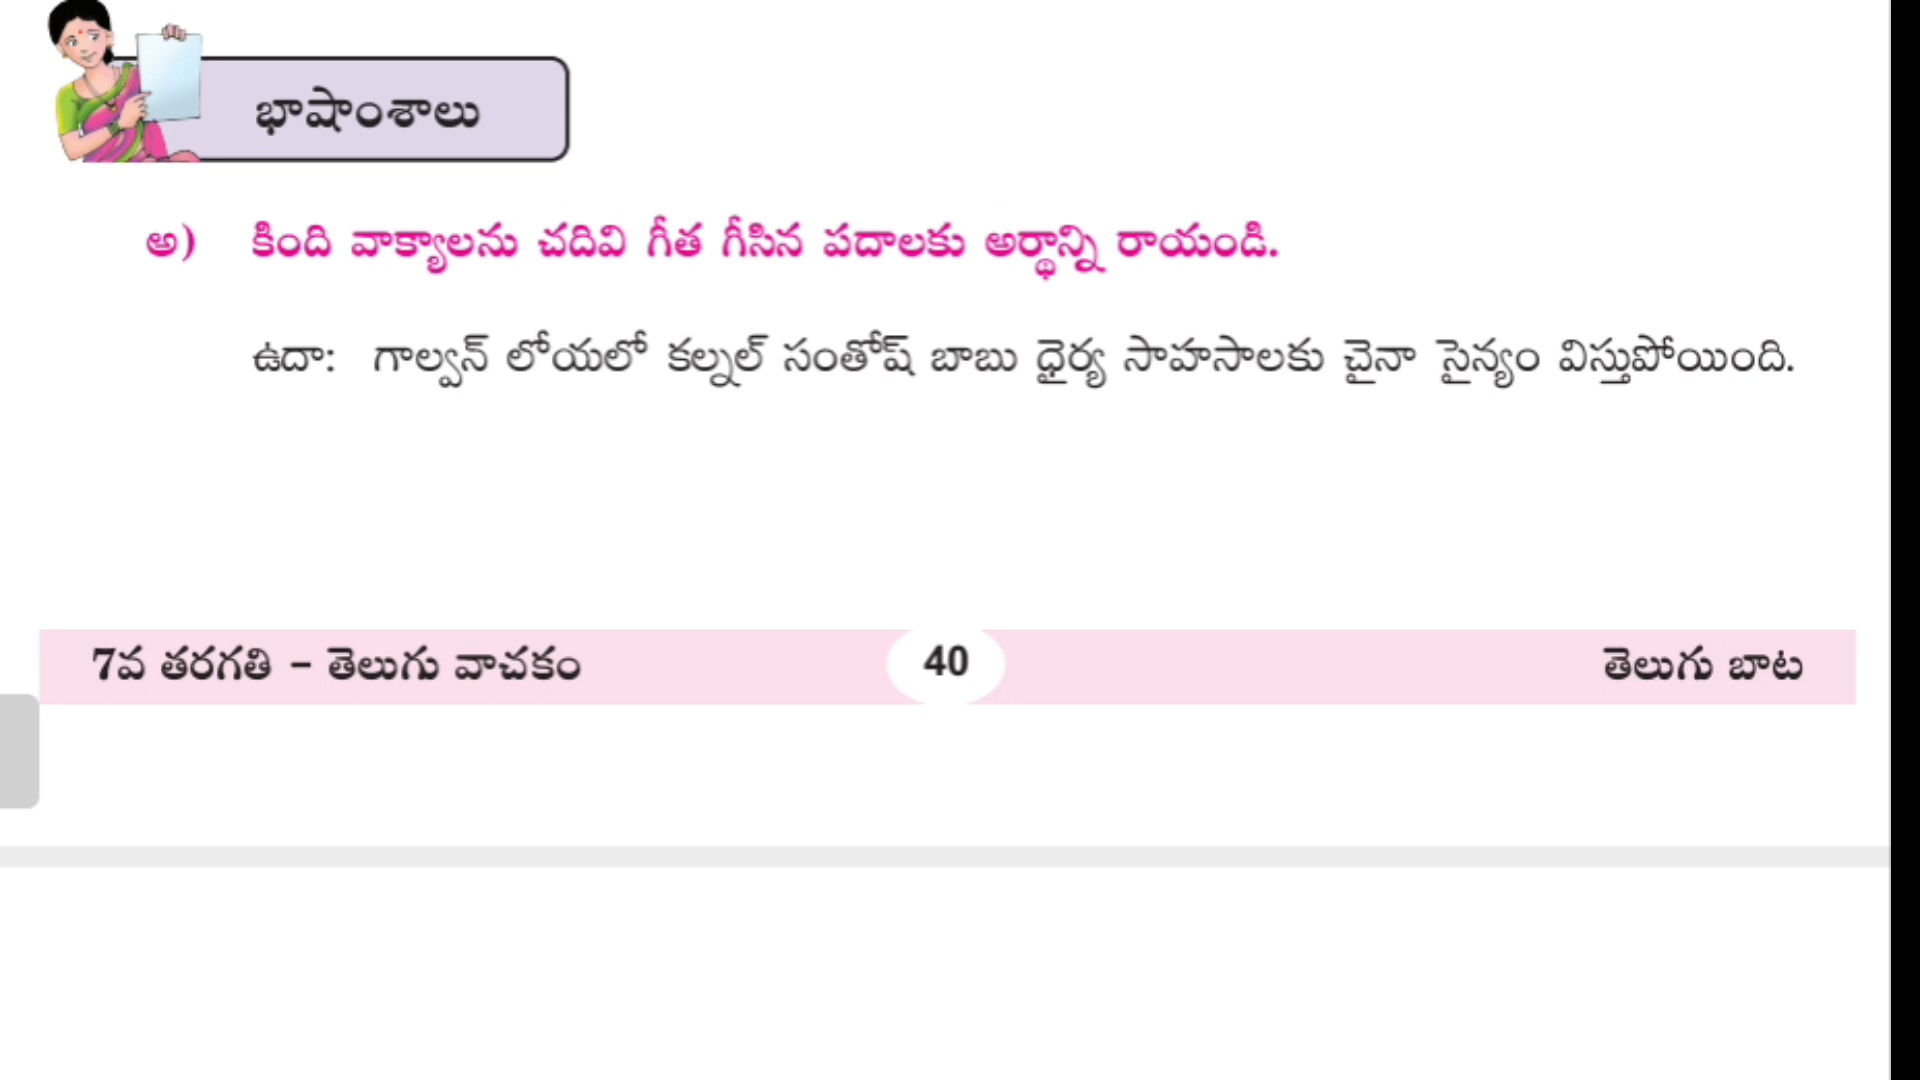 భాషాంశాలు
అ) కింది వాక్యాలను చదివి గీత గీసిన పదాలకు అర్థాన్ని రాయండి.
ఉదా: గాల్వన్ లోయలో కల్నల్ సంతోష్ బాబు ధైర్య సాహసాలకు చైనా సైన్యం విస్తుపోయింది.
7వ తరగతి – తెలుగు వాచకం 40 తెలుగు బాట